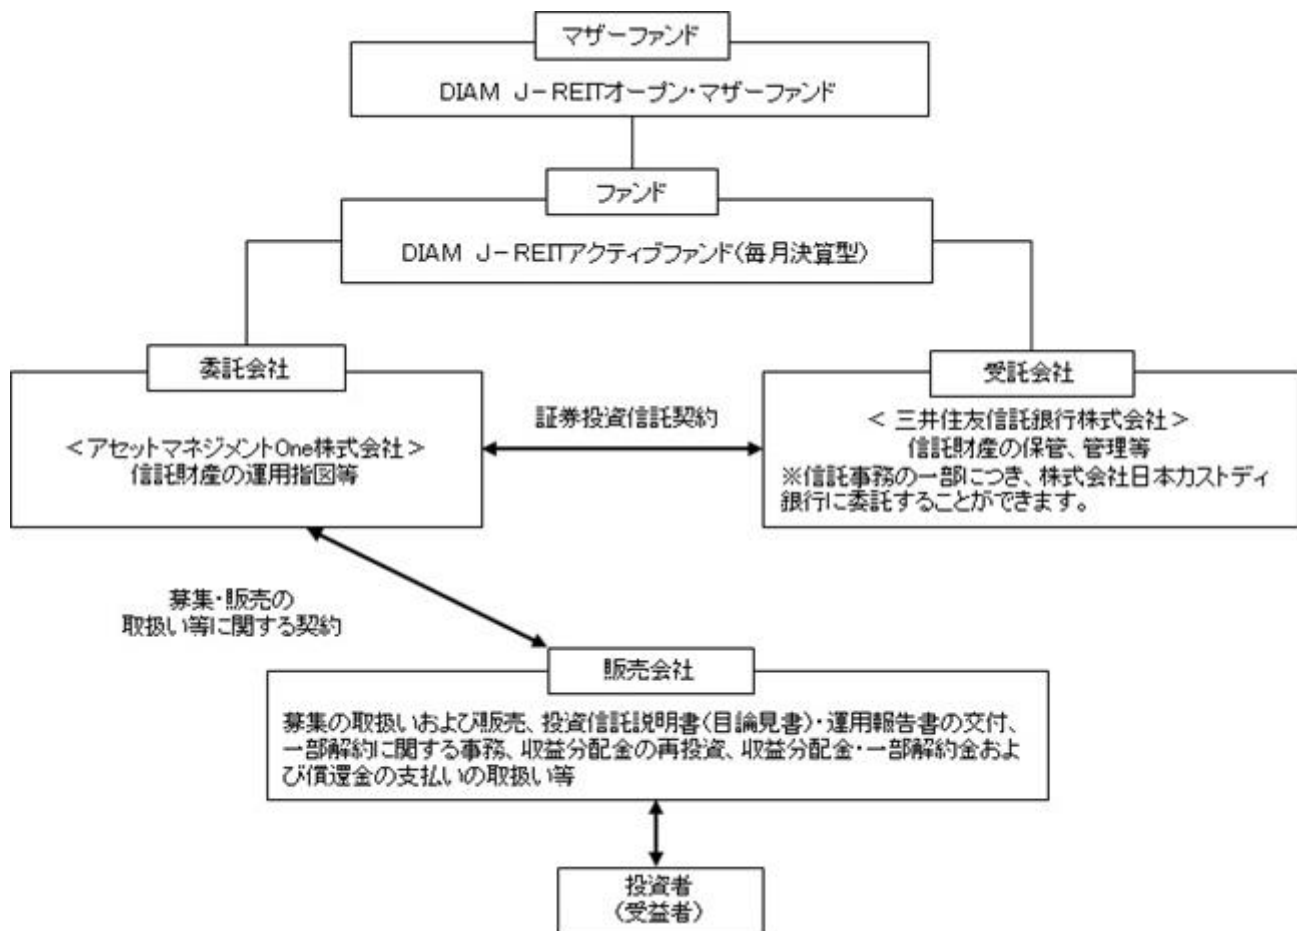 マザーファンド
DIAM J-REITオープン・マザーファンド
ファンド
DIAM J-REITアクティブファンド(毎月決算型)
委託会社
<アセットマネジメントOne株式会社>
信託財産の運用指図等
証券投資信託契約
受託会社
<三井住友信託銀行株式会社>
信託財産の保管、管理等
※信託事務の一部につき、株式会社日本カストディ
銀行に委託することができます。
募集・販売の
取扱い等に関する契約
販売会社
募集の取扱いおよび販売、投資信託説明書(目論見書)・運用報告書の交付、
一部解約に関する事務、収益分配金の再投資、収益分配金・一部解約金およ
び償還金の支払いの取扱い等
投資者
(受益者)